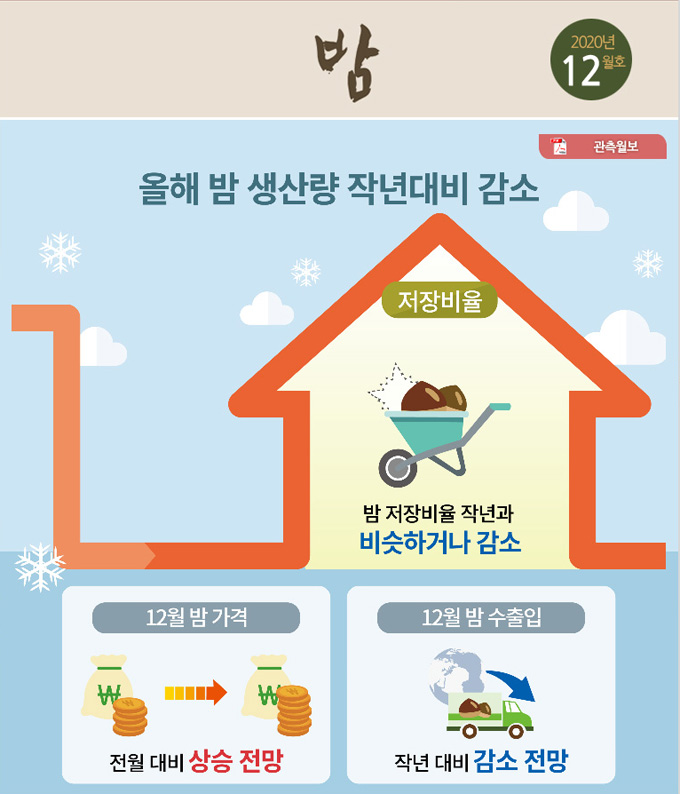 밤
2020년
12월호
관측월보
올해 밤 생산량 작년대비 감소
저장비율
밤 저장비율 작년과
비슷하거나 감소
12월 밤 가격
₩ ₩
전월 대비 상승 전망
12월 밤 수출입
작년 대비 감소 전망